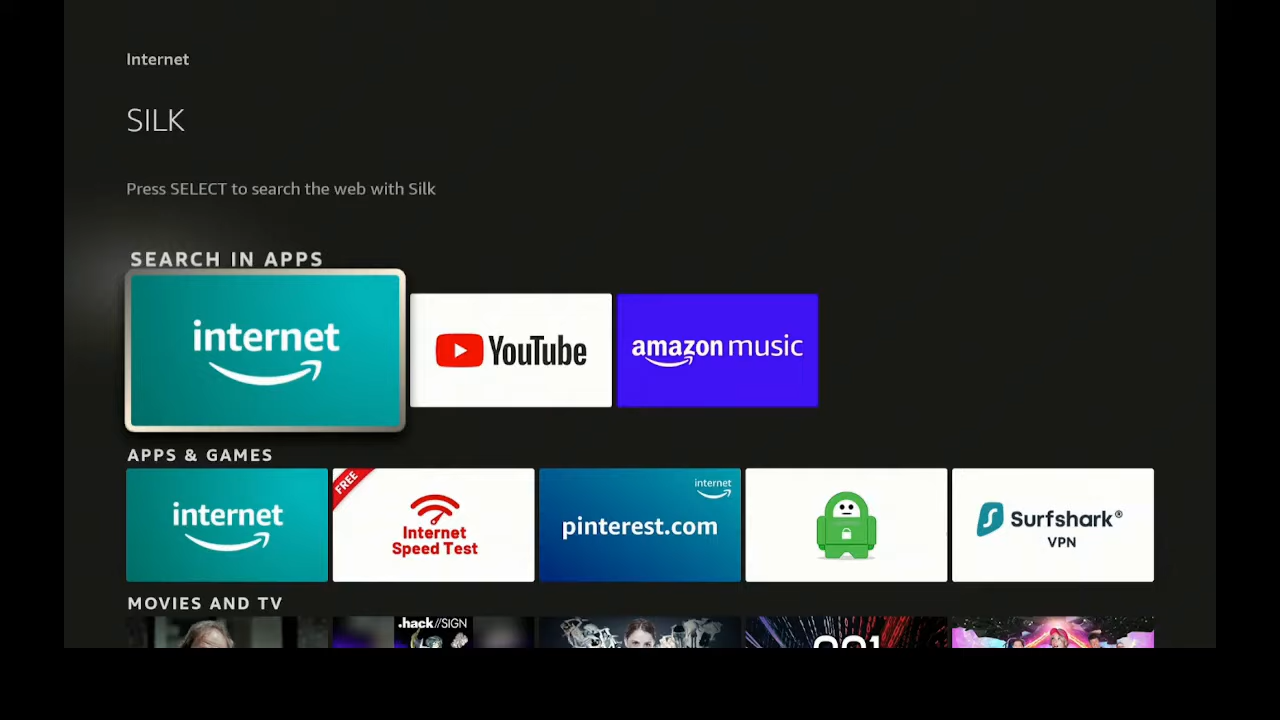 Internet
SILK
Press SELECT to search the web with Silk
SEARCH IN APPS
internet
YouTube
amazon music
APPS & GAMES
internet
FREE
Internet
Speed Test
internet
pinterest.com
Surfshark®
VPN
MOVIES AND TV
.hack//SIGN